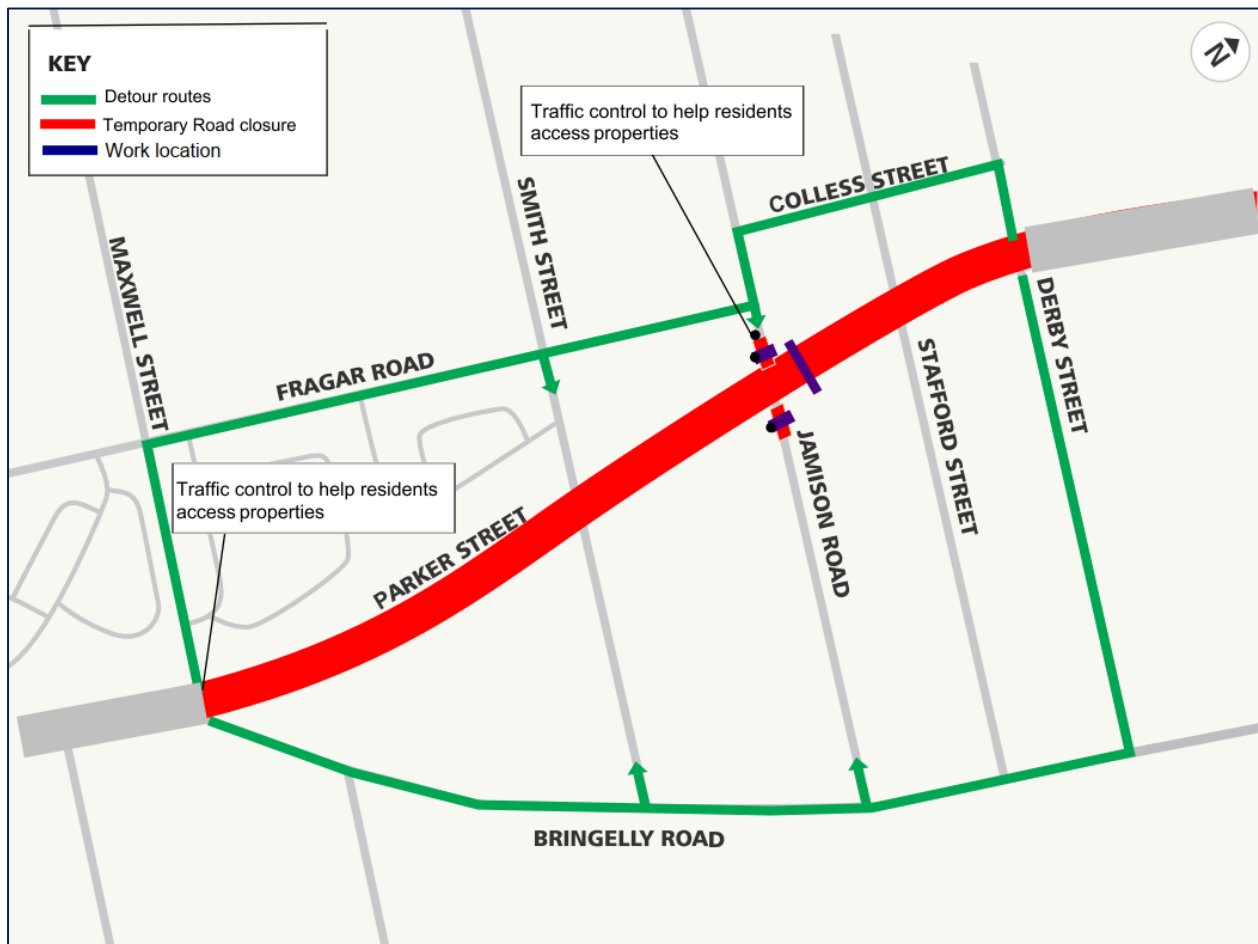 KEY
Detour routes
Temporary Road closure
Work location
N
Traffic control to help residents
access properties
COLLESS STREET
SMITH STREET
MAXWELL STREET
FRAGAR ROAD
DERBY STREET
STAFFORD STREET
JAMISON ROAD
Traffic control to help residents
access properties
PARKER STREET
BRINGELLY ROAD